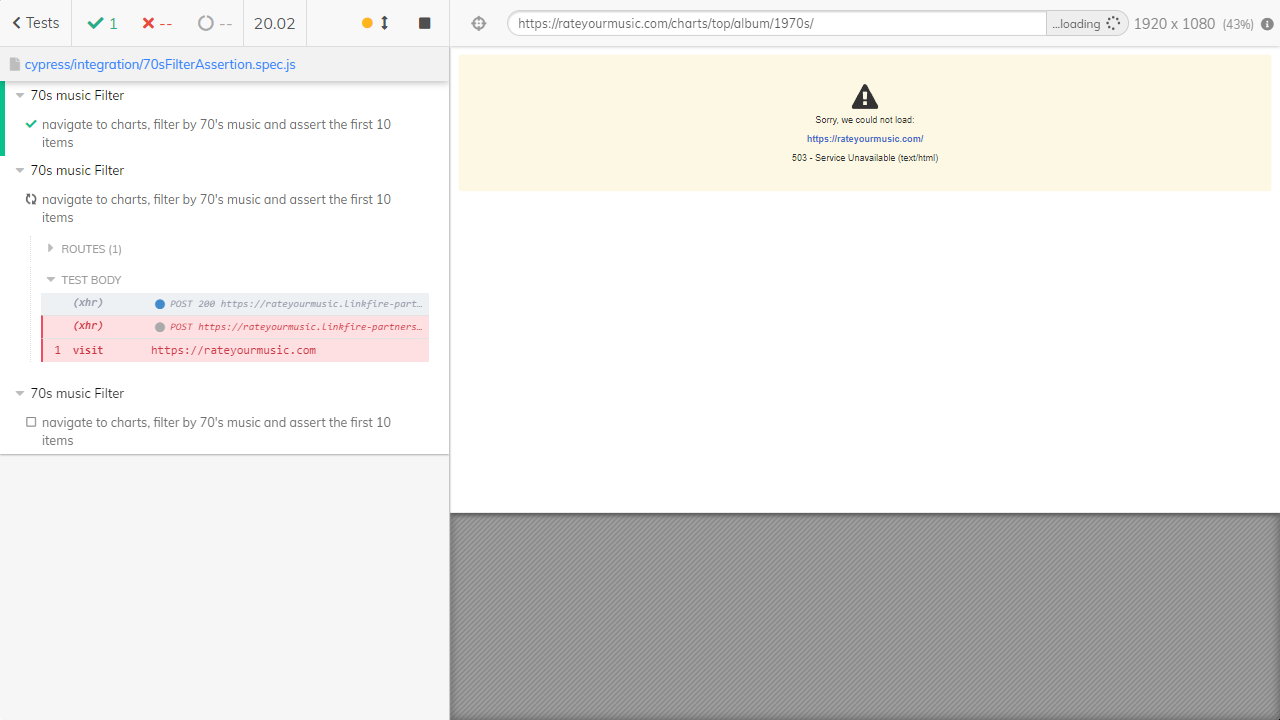 Tests
1
--
--
20.02
https://rateyourmusic.com/charts/top/album/1970s/
...loading
1920 x 1080 (43%)
cypress/integration/70sFilterAssertion.spec.js
70s music Filter
navigate to charts, filter by 70's music and assert the first 10
items
70s music Filter
navigate to charts, filter by 70's music and assert the first 10
items
ROUTES (1)
TEST BODY
(xhr) POST 200 https://rateyourmusic.linkfire-part...
(xhr) POST https://rateyourmusic.linkfire-partners...
1 visit https://rateyourmusic.com
70s music Filter
navigate to charts, filter by 70's music and assert the first 10
items
Sorry, we could not load:
https://rateyourmusic.com/
503 - Service Unavailable (text/html)